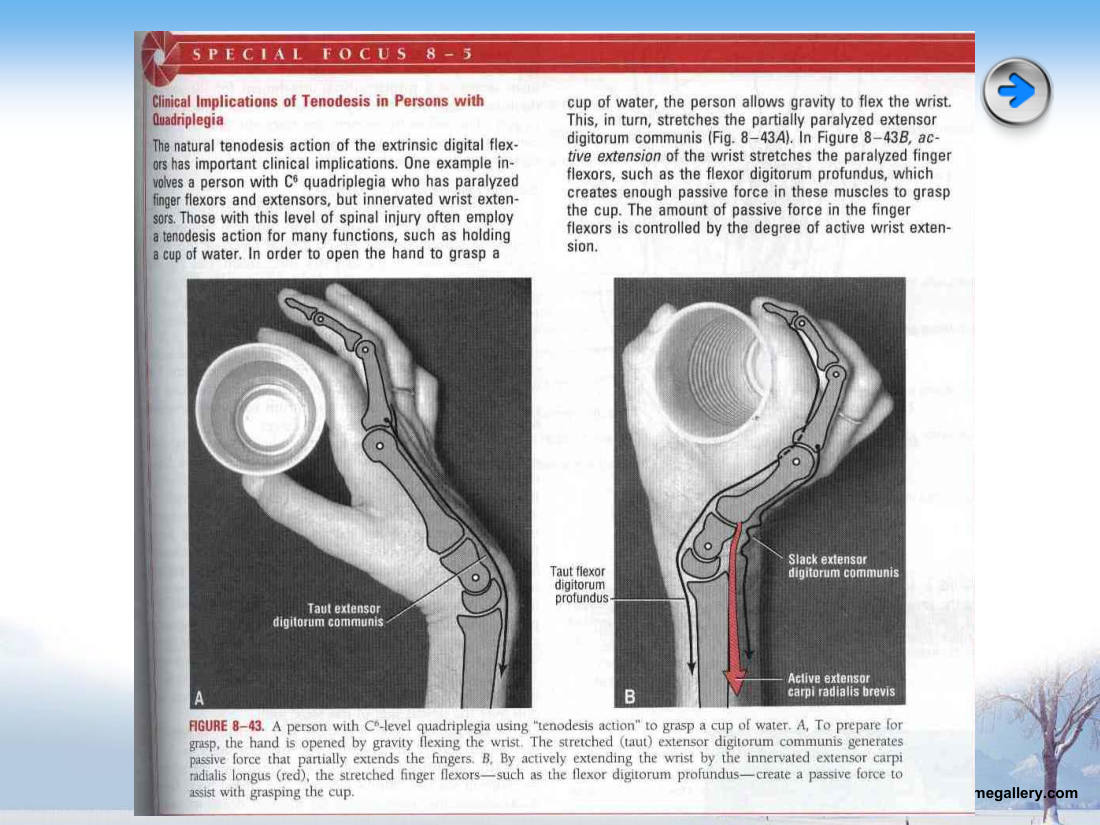 SPECIAL FOCUS 8–5
Clinical Implications of Tenodesis in Persons with
Quadriplegia
The natural tenodesis action of the extrinsic digital flex-
ors has important clinical implications. One example in-
volves a person with C⁶ quadriplegia who has paralyzed
finger flexors and extensors, but innervated wrist exten-
sors. Those with this level of spinal injury often employ
a tenodesis action for many functions, such as holding
a cup of water. In order to open the hand to grasp a
cup of water, the person allows gravity to flex the wrist.
This, in turn, stretches the partially paralyzed extensor
digitorum communis (Fig. 8–43A). In Figure 8–43B, ac-
tive extension of the wrist stretches the paralyzed finger
flexors, such as the flexor digitorum profundus, which
creates enough passive force in these muscles to grasp
the cup. The amount of passive force in the finger
flexors is controlled by the degree of active wrist exten-
sion.
Taut extensor
digitorum communis
A
Taut flexor
digitorum
profundus
Slack extensor
digitorum communis
Active extensor
carpi radialis brevis
B
FIGURE 8–43. A person with C⁶-level quadriplegia using "tenodesis action" to grasp a cup of water. A, To prepare for
grasp, the hand is opened by gravity flexing the wrist. The stretched (taut) extensor digitorum communis generates
passive force that partially extends the fingers. B, By actively extending the wrist by the innervated extensor carpi
radialis longus (red), the stretched finger flexors—such as the flexor digitorum profundus—create a passive force to
assist with grasping the cup.
megallery.com